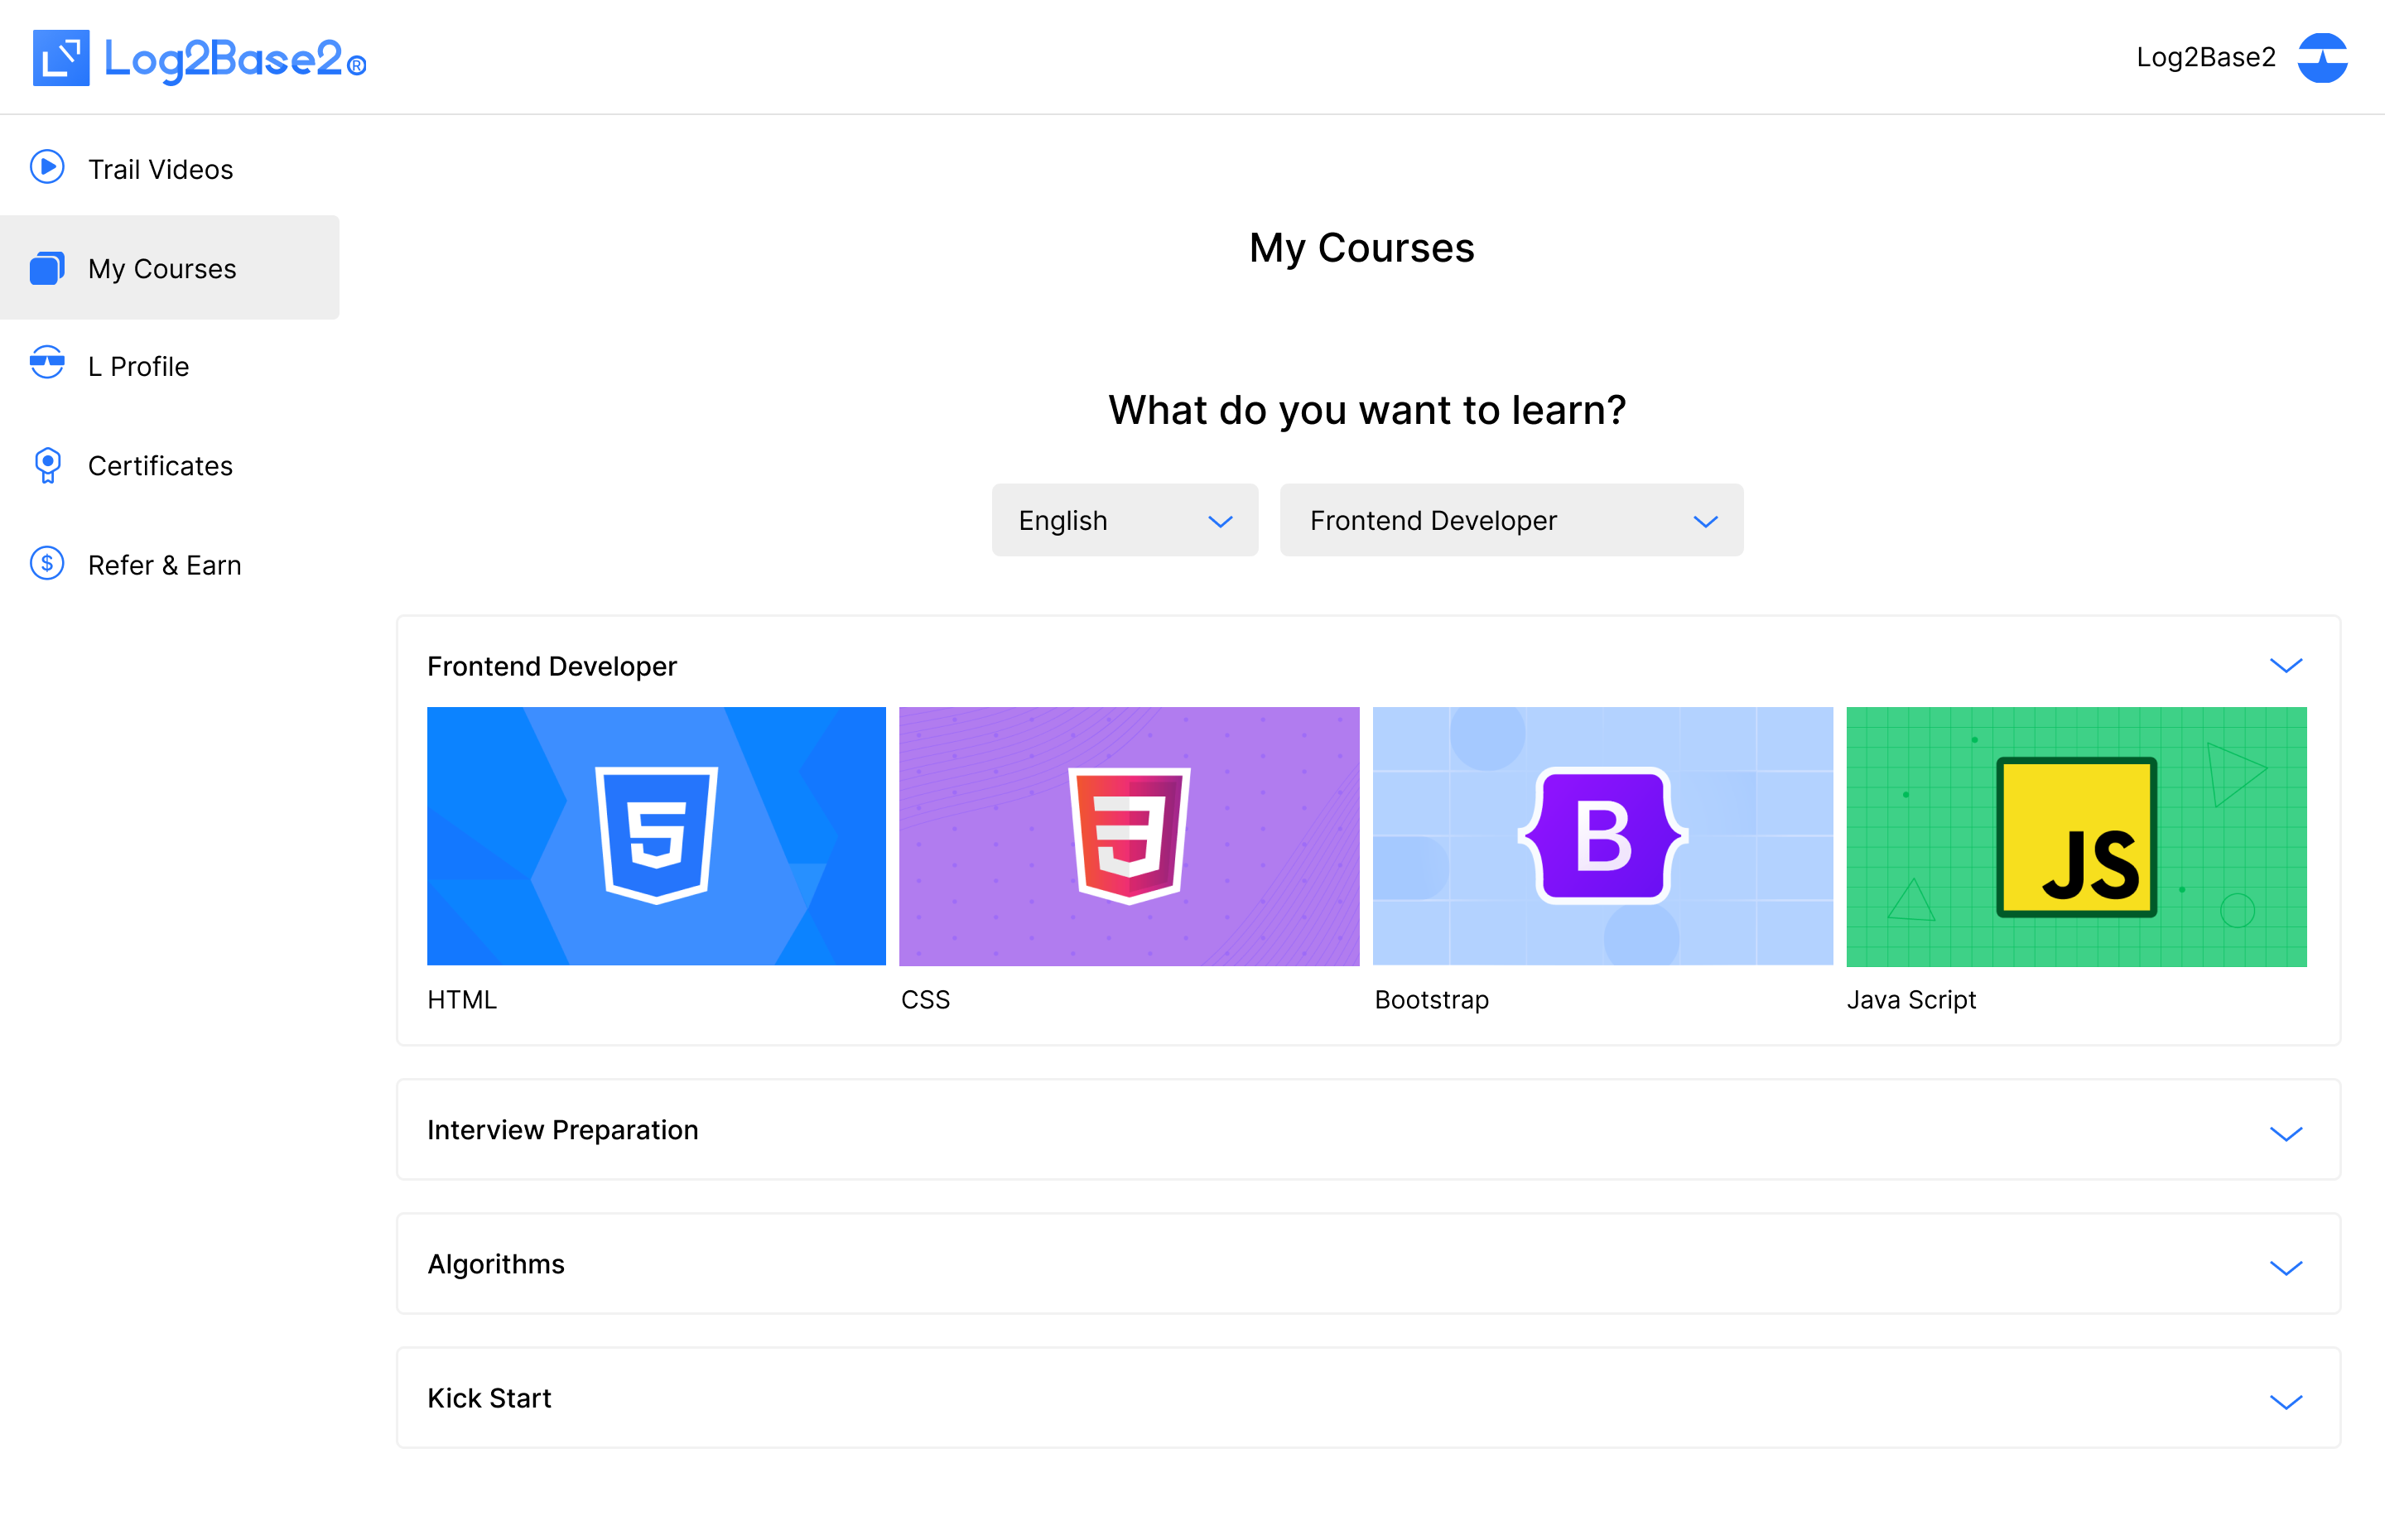 Log2Base2®
Log2Base2
Trail Videos
My Courses
L Profile
Certificates
$ Refer & Earn
My Courses
What do you want to learn?
English
Frontend Developer
Frontend Developer
5
3
B
JS
HTML
CSS
Bootstrap
Java Script
Interview Preparation
Algorithms
Kick Start